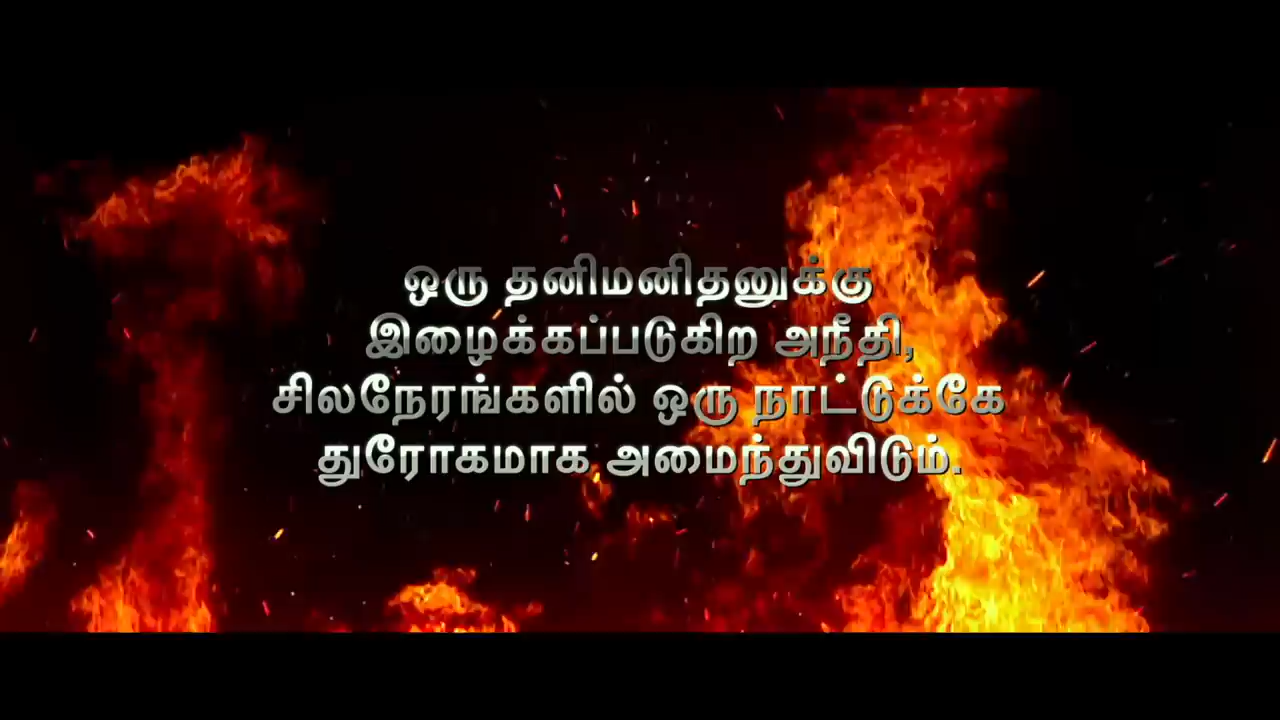 ஒரு தனிமனிதனுக்கு
இழைக்கப்படுகிற அநீதி,
சிலநேரங்களில் ஒரு நாட்டுக்கே
துரோகமாக அமைந்துவிடும்.